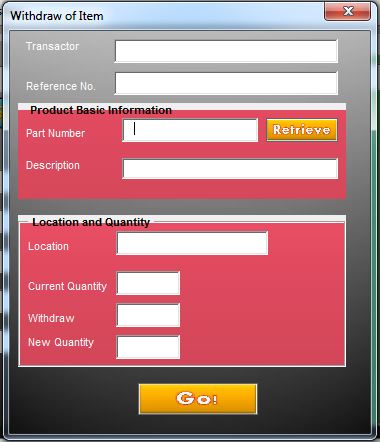 Withdraw of Item
Transactor
Reference No.
Product Basic Information
Part Number
Retrieve
Description
Location and Quantity
Location
Current Quantity
Withdraw
New Quantity
Go!